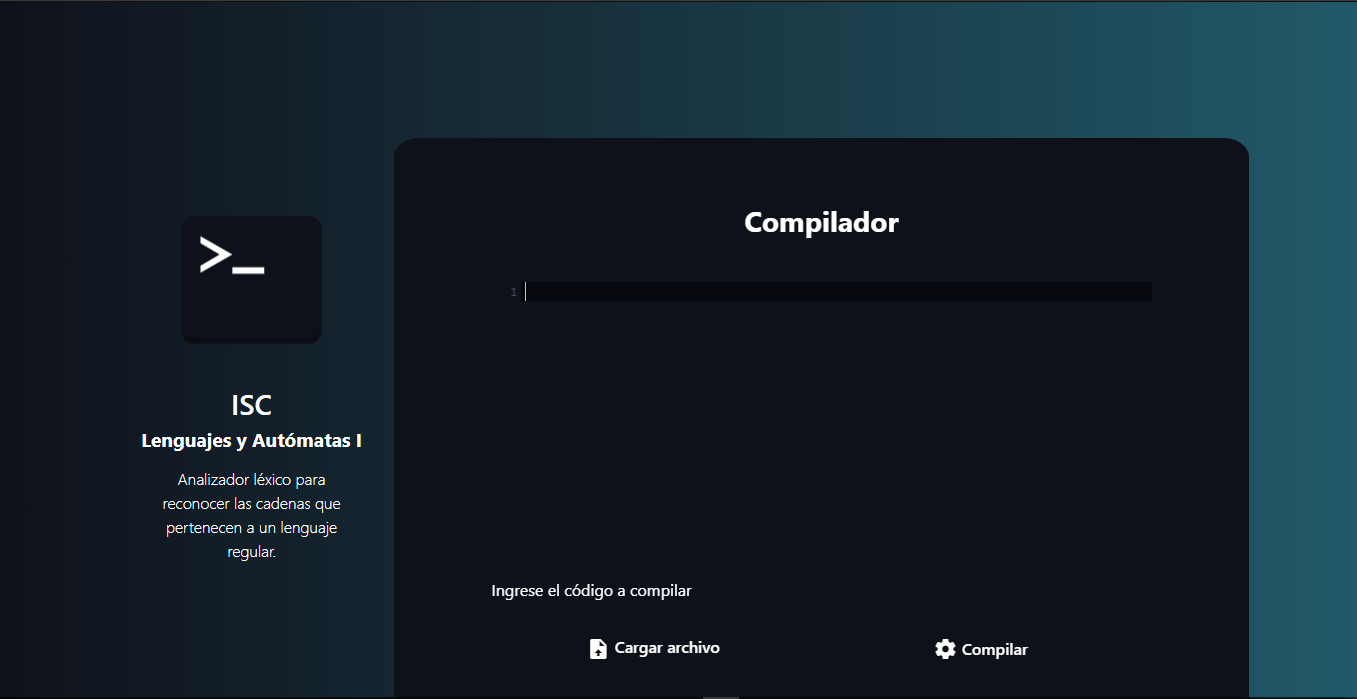 >_
ISC
Lenguajes y Autómatas I
Analizador léxico para
reconocer las cadenas que
pertenecen a un lenguaje
regular.
Compilador
1
Ingrese el código a compilar
Cargar archivo
Compilar